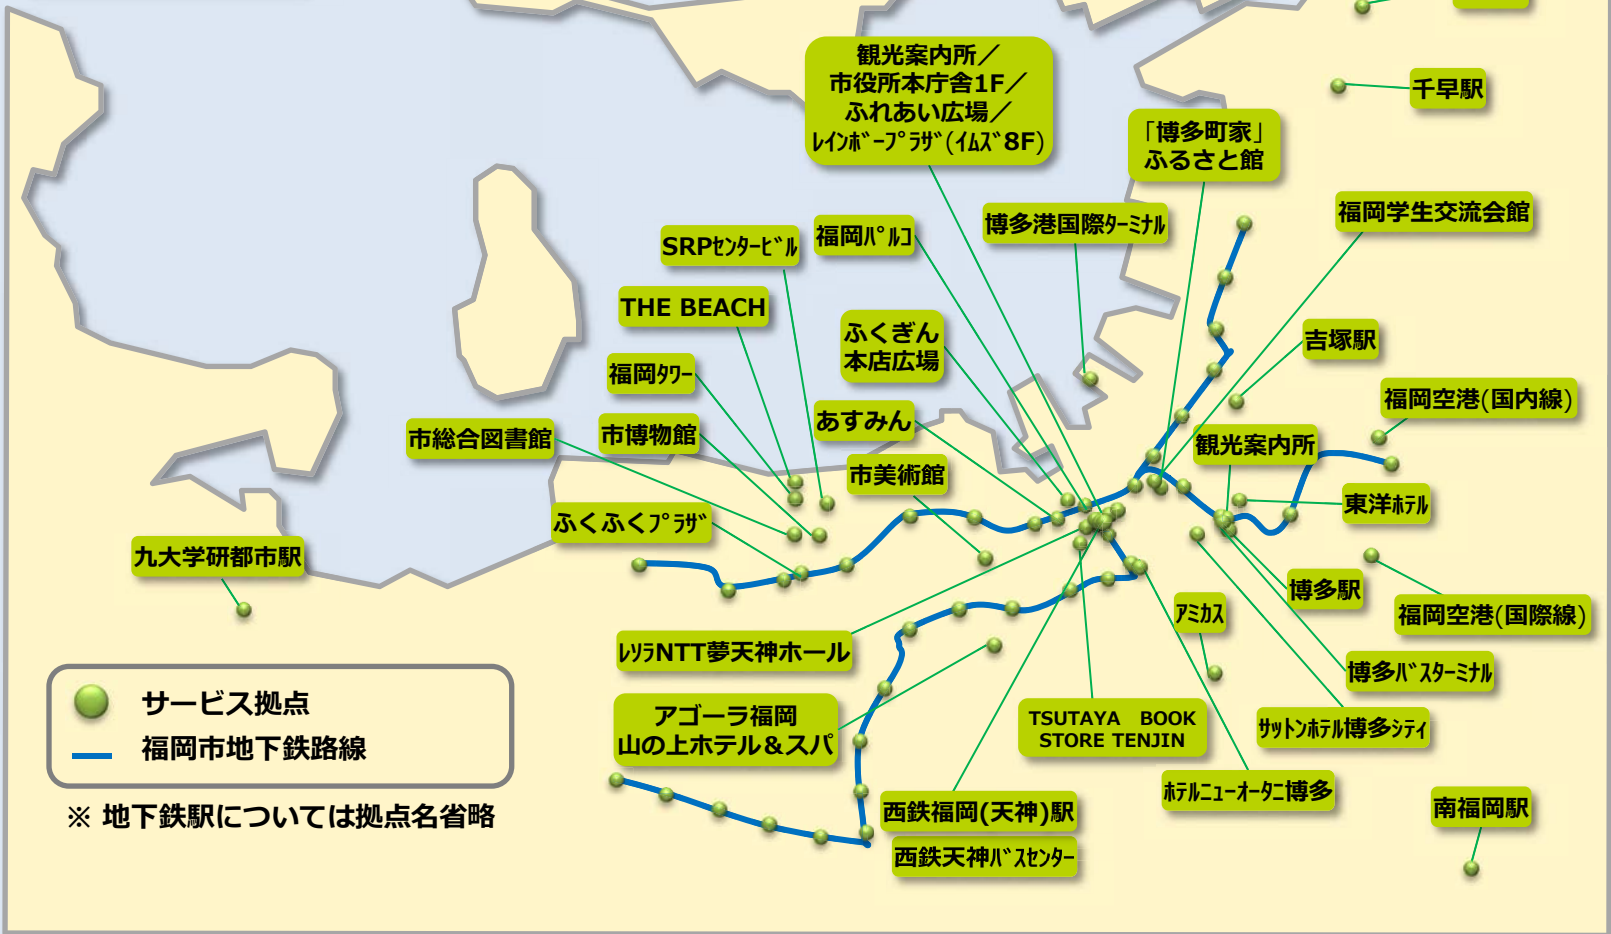 観光案内所／
市役所本庁舎1F／
ふれあい広場／
ﾚｲﾝﾎﾞｰﾌﾟﾗｻﾞ(ｲﾑｽﾞ8F)
千早駅
「博多町家」
ふるさと館
福岡学生交流会館
博多港国際ﾀｰﾐﾅﾙ
福岡ﾊﾟﾙｺ
SRPｾﾝﾀｰﾋﾞﾙ
THE BEACH
ふくぎん
本店広場
吉塚駅
福岡ﾀﾜｰ
福岡空港(国内線)
あすみん
市博物館
市総合図書館
観光案内所
市美術館
東洋ﾎﾃﾙ
ふくふくﾌﾟﾗｻﾞ
九大学研都市駅
博多駅
福岡空港(国際線)
ｱﾐｶｽ
ﾚｿﾗNTT夢天神ホール
博多ﾊﾞｽﾀｰﾐﾅﾙ
アゴーラ福岡
山の上ホテル＆スパ
TSUTAYA　BOOK
STORE TENJIN
ｻｯﾄﾝﾎﾃﾙ博多ｼﾃｨ
ﾎﾃﾙﾆｭｰｵｰﾀﾆ博多
西鉄福岡(天神)駅
西鉄天神ﾊﾞｽｾﾝﾀｰ
南福岡駅
サービス拠点
福岡市地下鉄路線
※ 地下鉄駅については拠点名省略